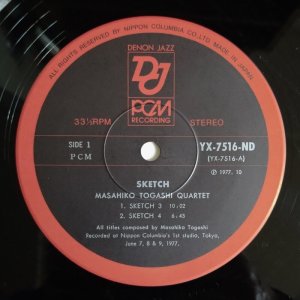 ALL RIGHTS RESERVED BY NIPPON COLUMBIA CO.,LTD. MADE IN JAPAN.
DENON JAZZ
DJ
PCM
RECORDING
33⅓RPM
STEREO
SIDE 1
PCM
YX-7516-ND
(YX-7516-A)
Ⓟ 1977, 10
SKETCH
MASAHIKO TOGASHI QUARTET
1. SKETCH 3 10:02
2. SKETCH 4 6:43
All titles composed by Masahiko Togashi
Recorded at Nippon Columbia's 1st studio, Tokyo,
June 7, 8 & 9, 1977.